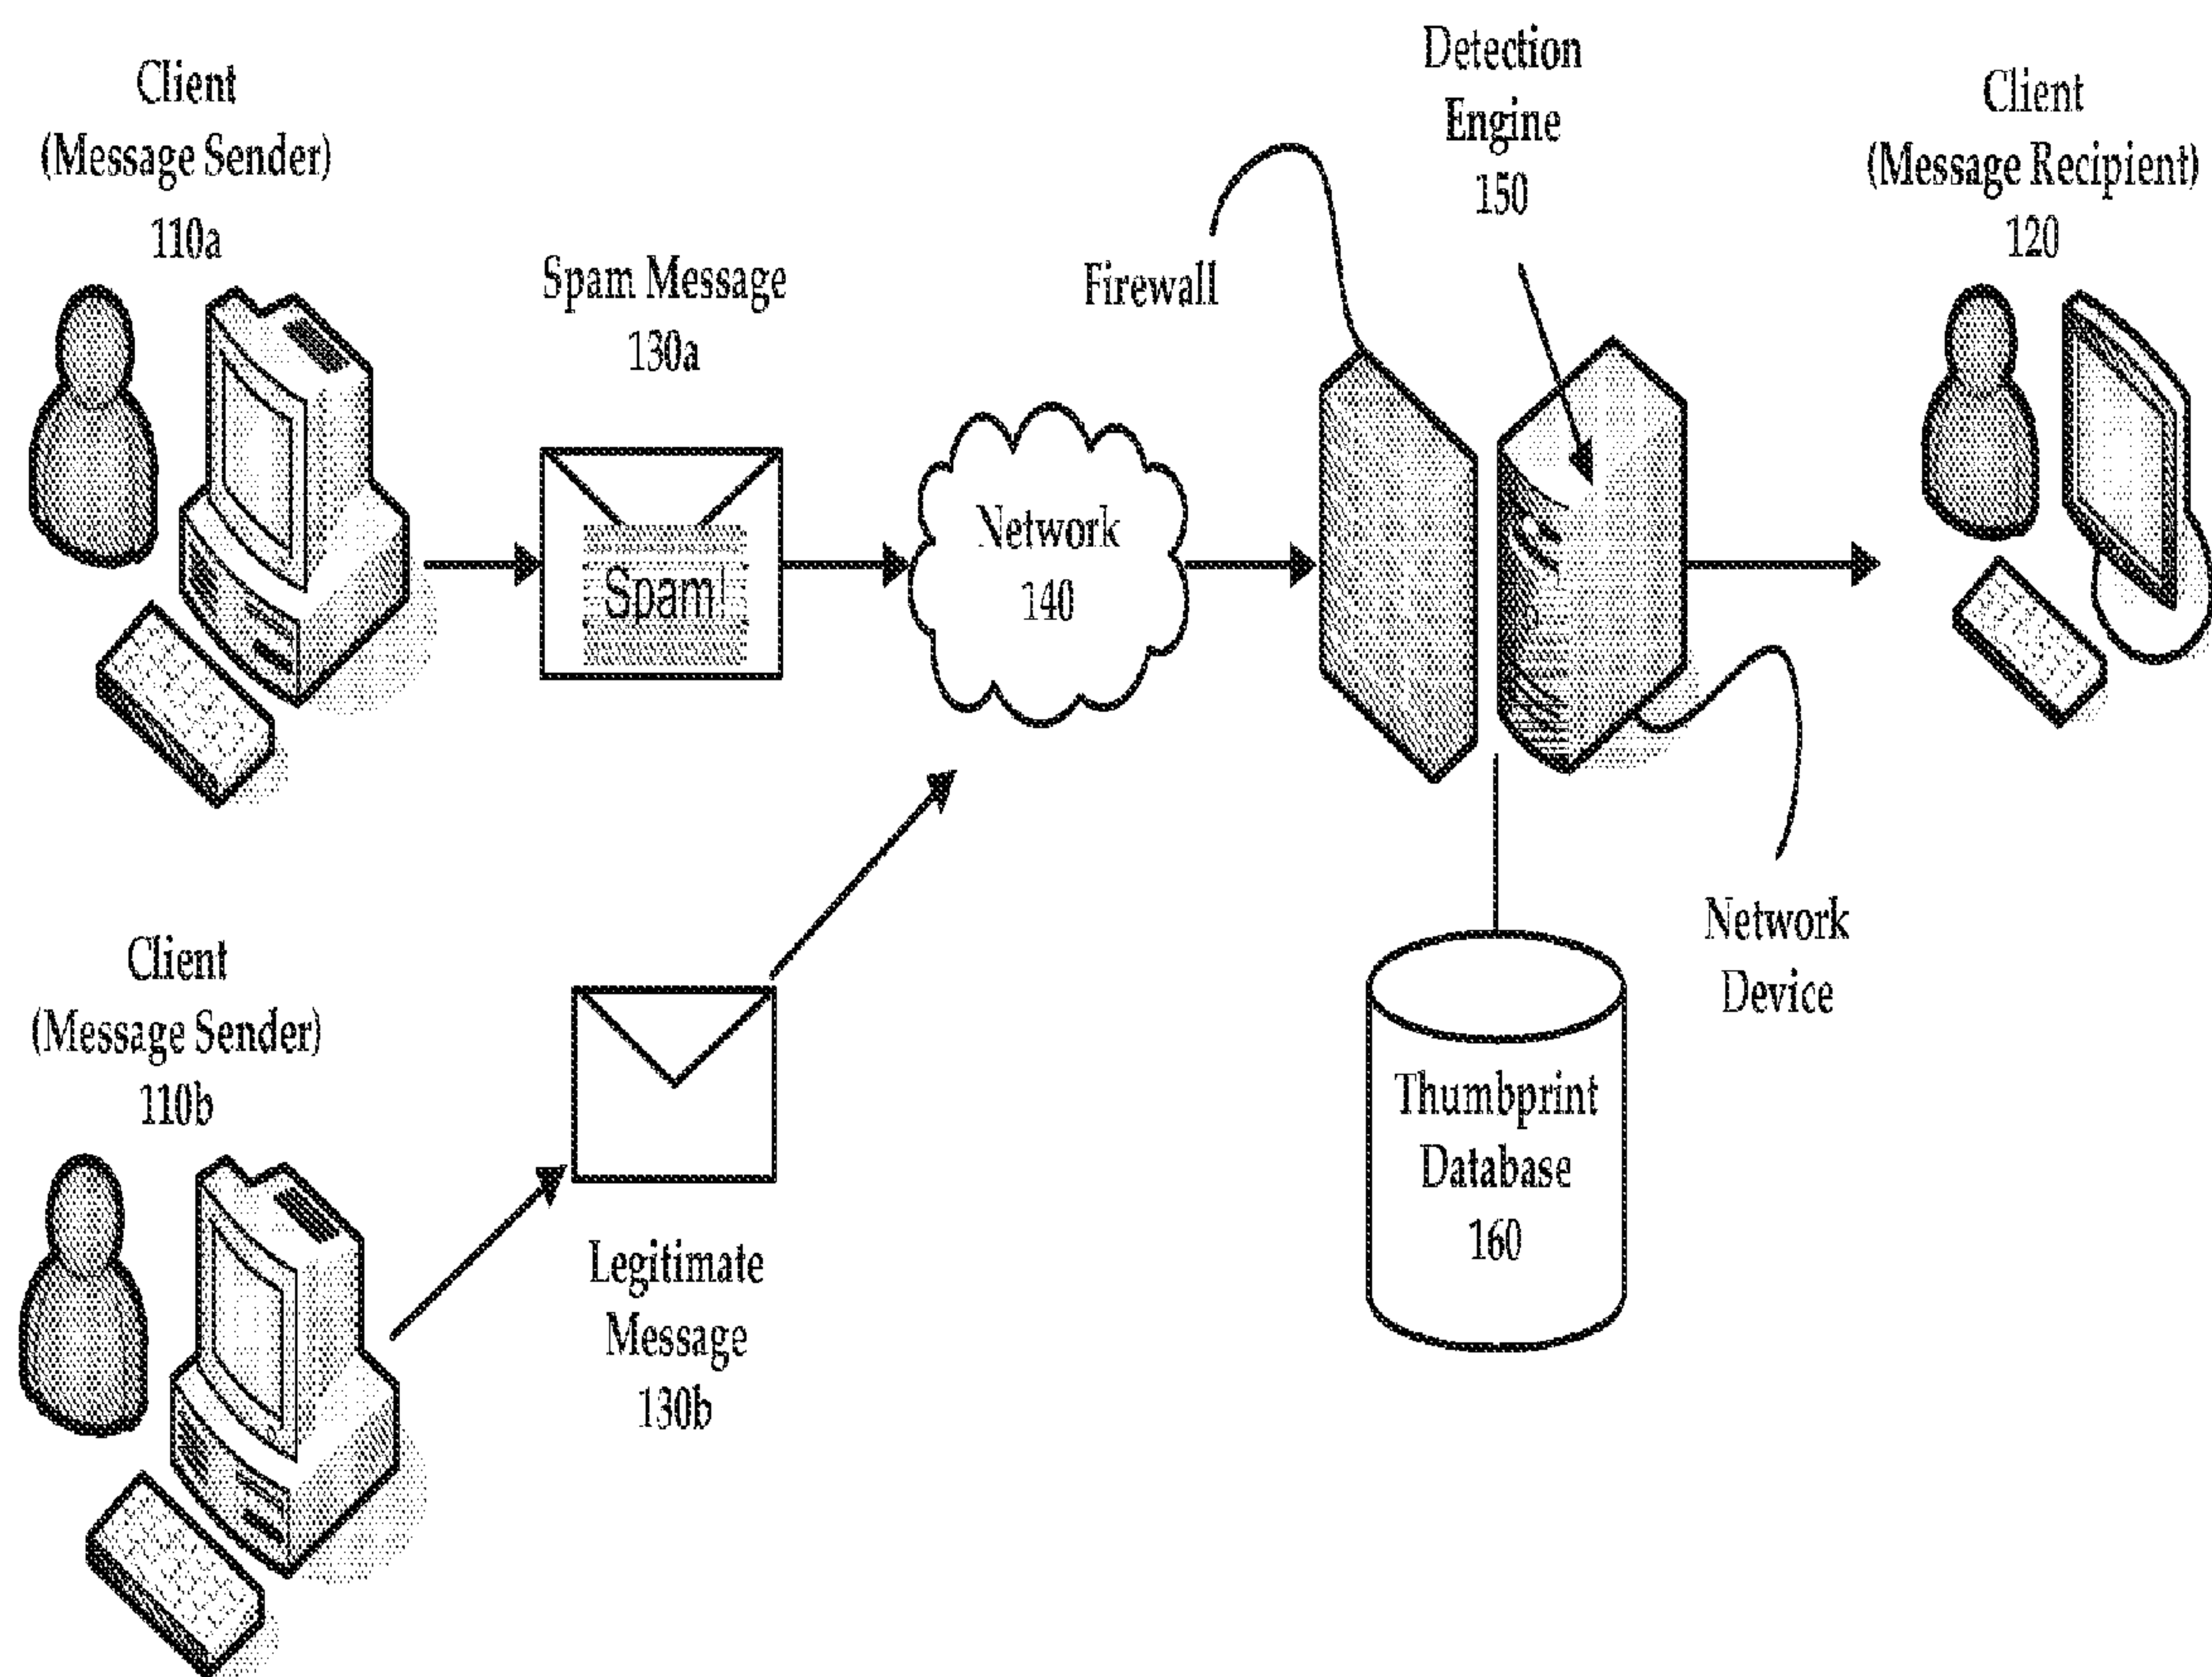 Client
(Message Sender)
110a
Spam Message
130a
Spam!
Network
140
Firewall
Detection
Engine
150
Client
(Message Recipient)
120
Network
Device
Thumbprint
Database
160
Client
(Message Sender)
110b
Legitimate
Message
130b